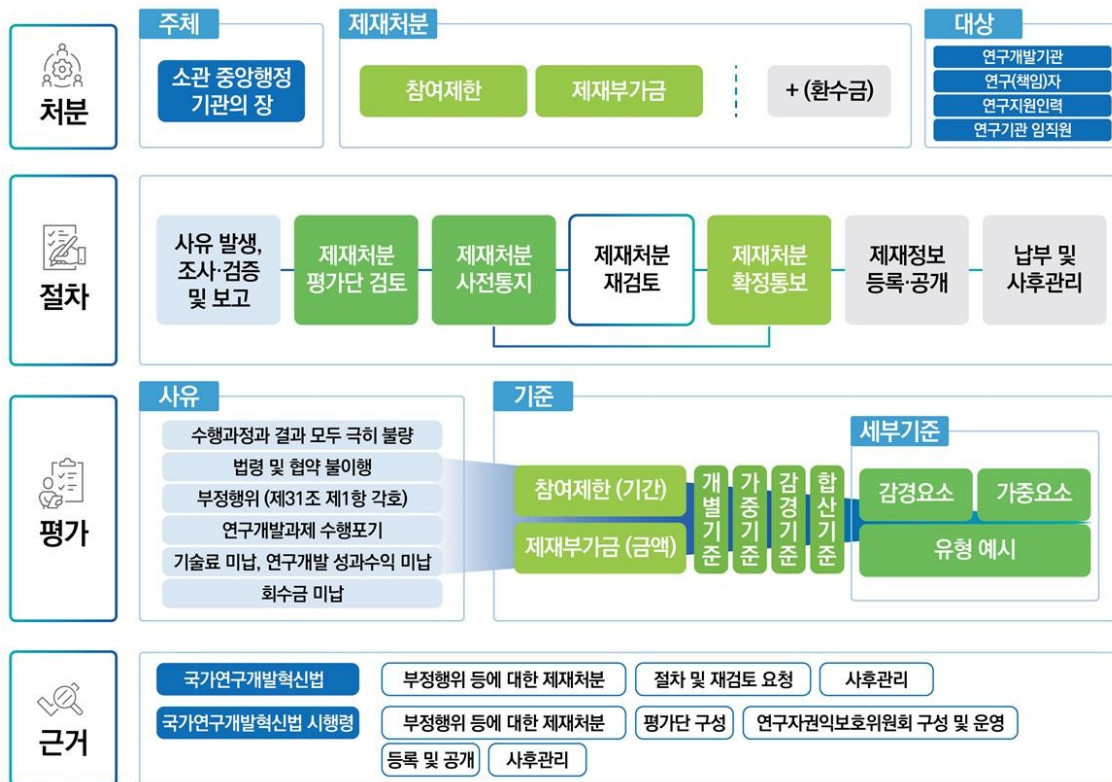 처분
주체
소관 중앙행정
기관의 장
제재처분
참여제한
제재부가금
+ (환수금)
대상
연구개발기관
연구(책임)자
연구지원인력
연구기관 임직원
절차
사유 발생,
조사·검증
및 보고
제재처분
평가단 검토
제재처분
사전통지
제재처분
재검토
제재처분
확정통보
제재정보
등록·공개
납부 및
사후관리
평가
사유
수행과정과 결과 모두 극히 불량
법령 및 협약 불이행
부정행위 (제31조 제1항 각호)
연구개발과제 수행포기
기술료 미납, 연구개발 성과수익 미납
회수금 미납
기준
참여제한 (기간)
제재부가금 (금액)
개별기준
가중기준
감경기준
합산기준
세부기준
감경요소
가중요소
유형 예시
근거
국가연구개발혁신법
부정행위 등에 대한 제재처분
절차 및 재검토 요청
사후관리
국가연구개발혁신법 시행령
부정행위 등에 대한 제재처분
평가단 구성
연구자권익보호위원회 구성 및 운영
등록 및 공개
사후관리